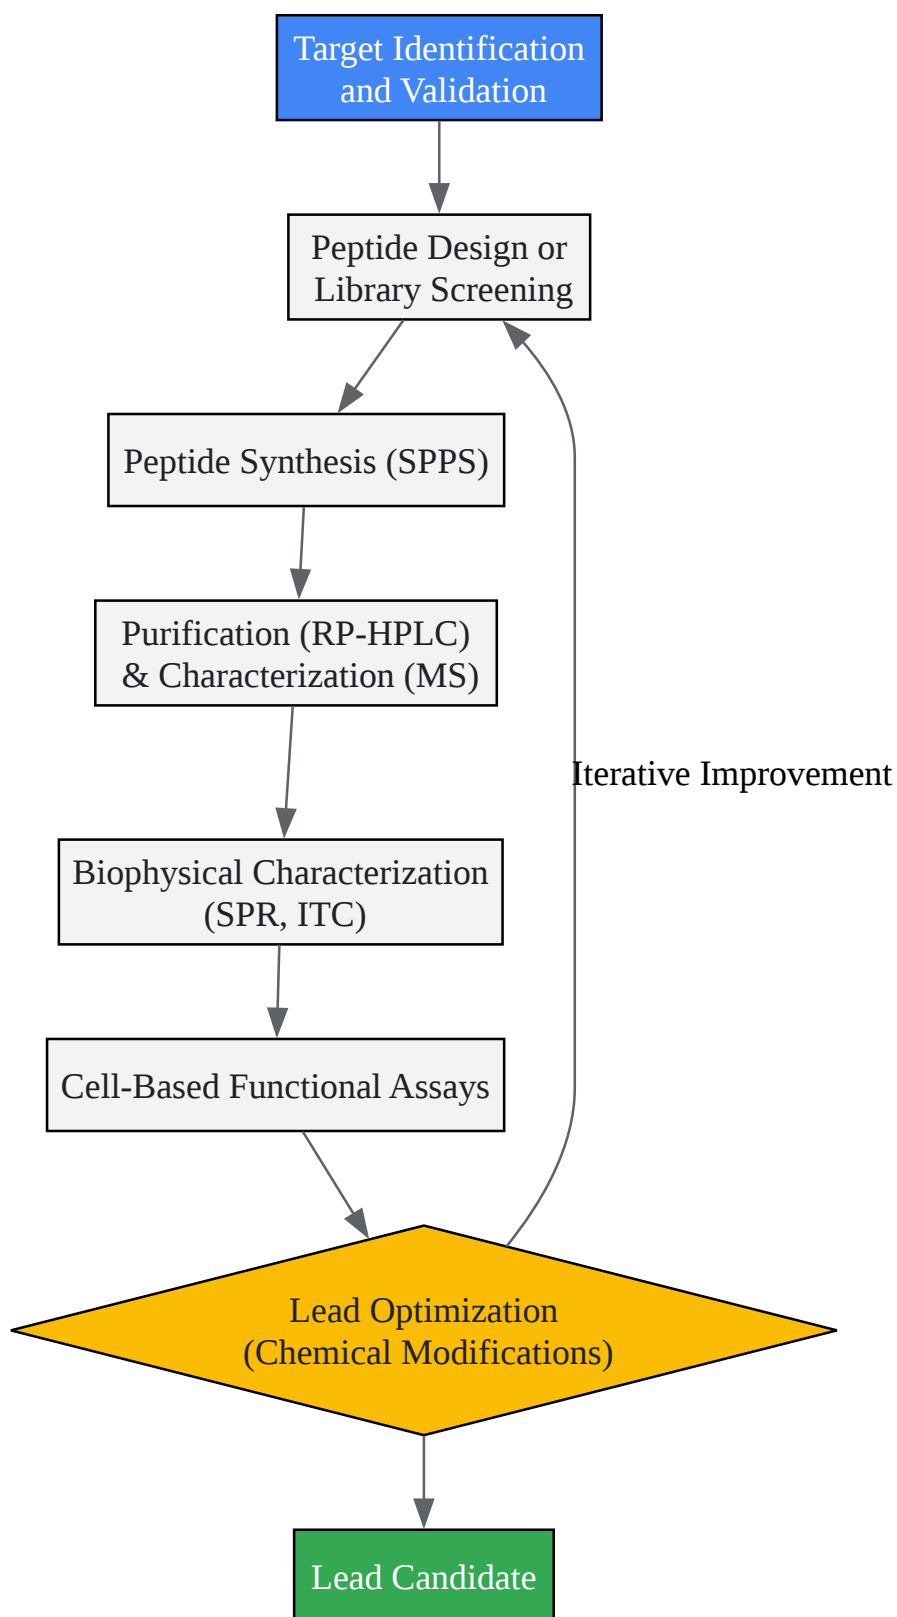 Target Identification
and Validation
Peptide Design or
Library Screening
Peptide Synthesis (SPPS)
Purification (RP-HPLC)
& Characterization (MS)
Iterative Improvement
Biophysical Characterization
(SPR, ITC)
Cell-Based Functional Assays
Lead Optimization
(Chemical Modifications)
Lead Candidate